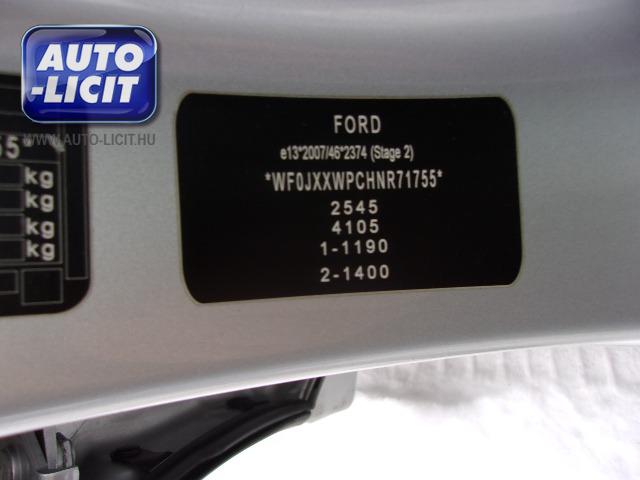 AUTO
-LICIT
WWW.AUTO-LICIT.HU
55*
kg
kg
kg
kg
FORD
e13*2007/46*2374 (Stage 2)
*WF0JXXWPCHNR71755*
2545
4105
1-1190
2-1400